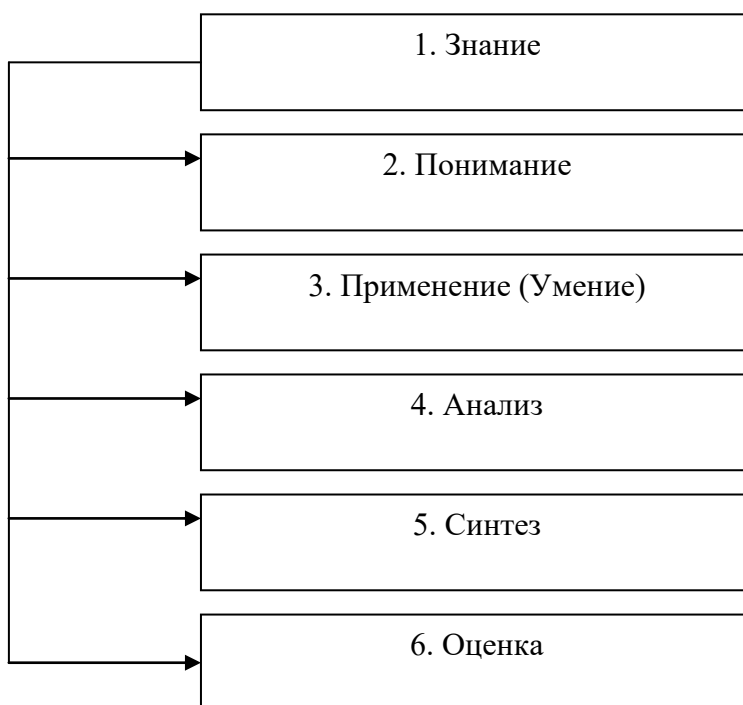 1. Знание
2. Понимание
3. Применение (Умение)
4. Анализ
5. Синтез
6. Оценка